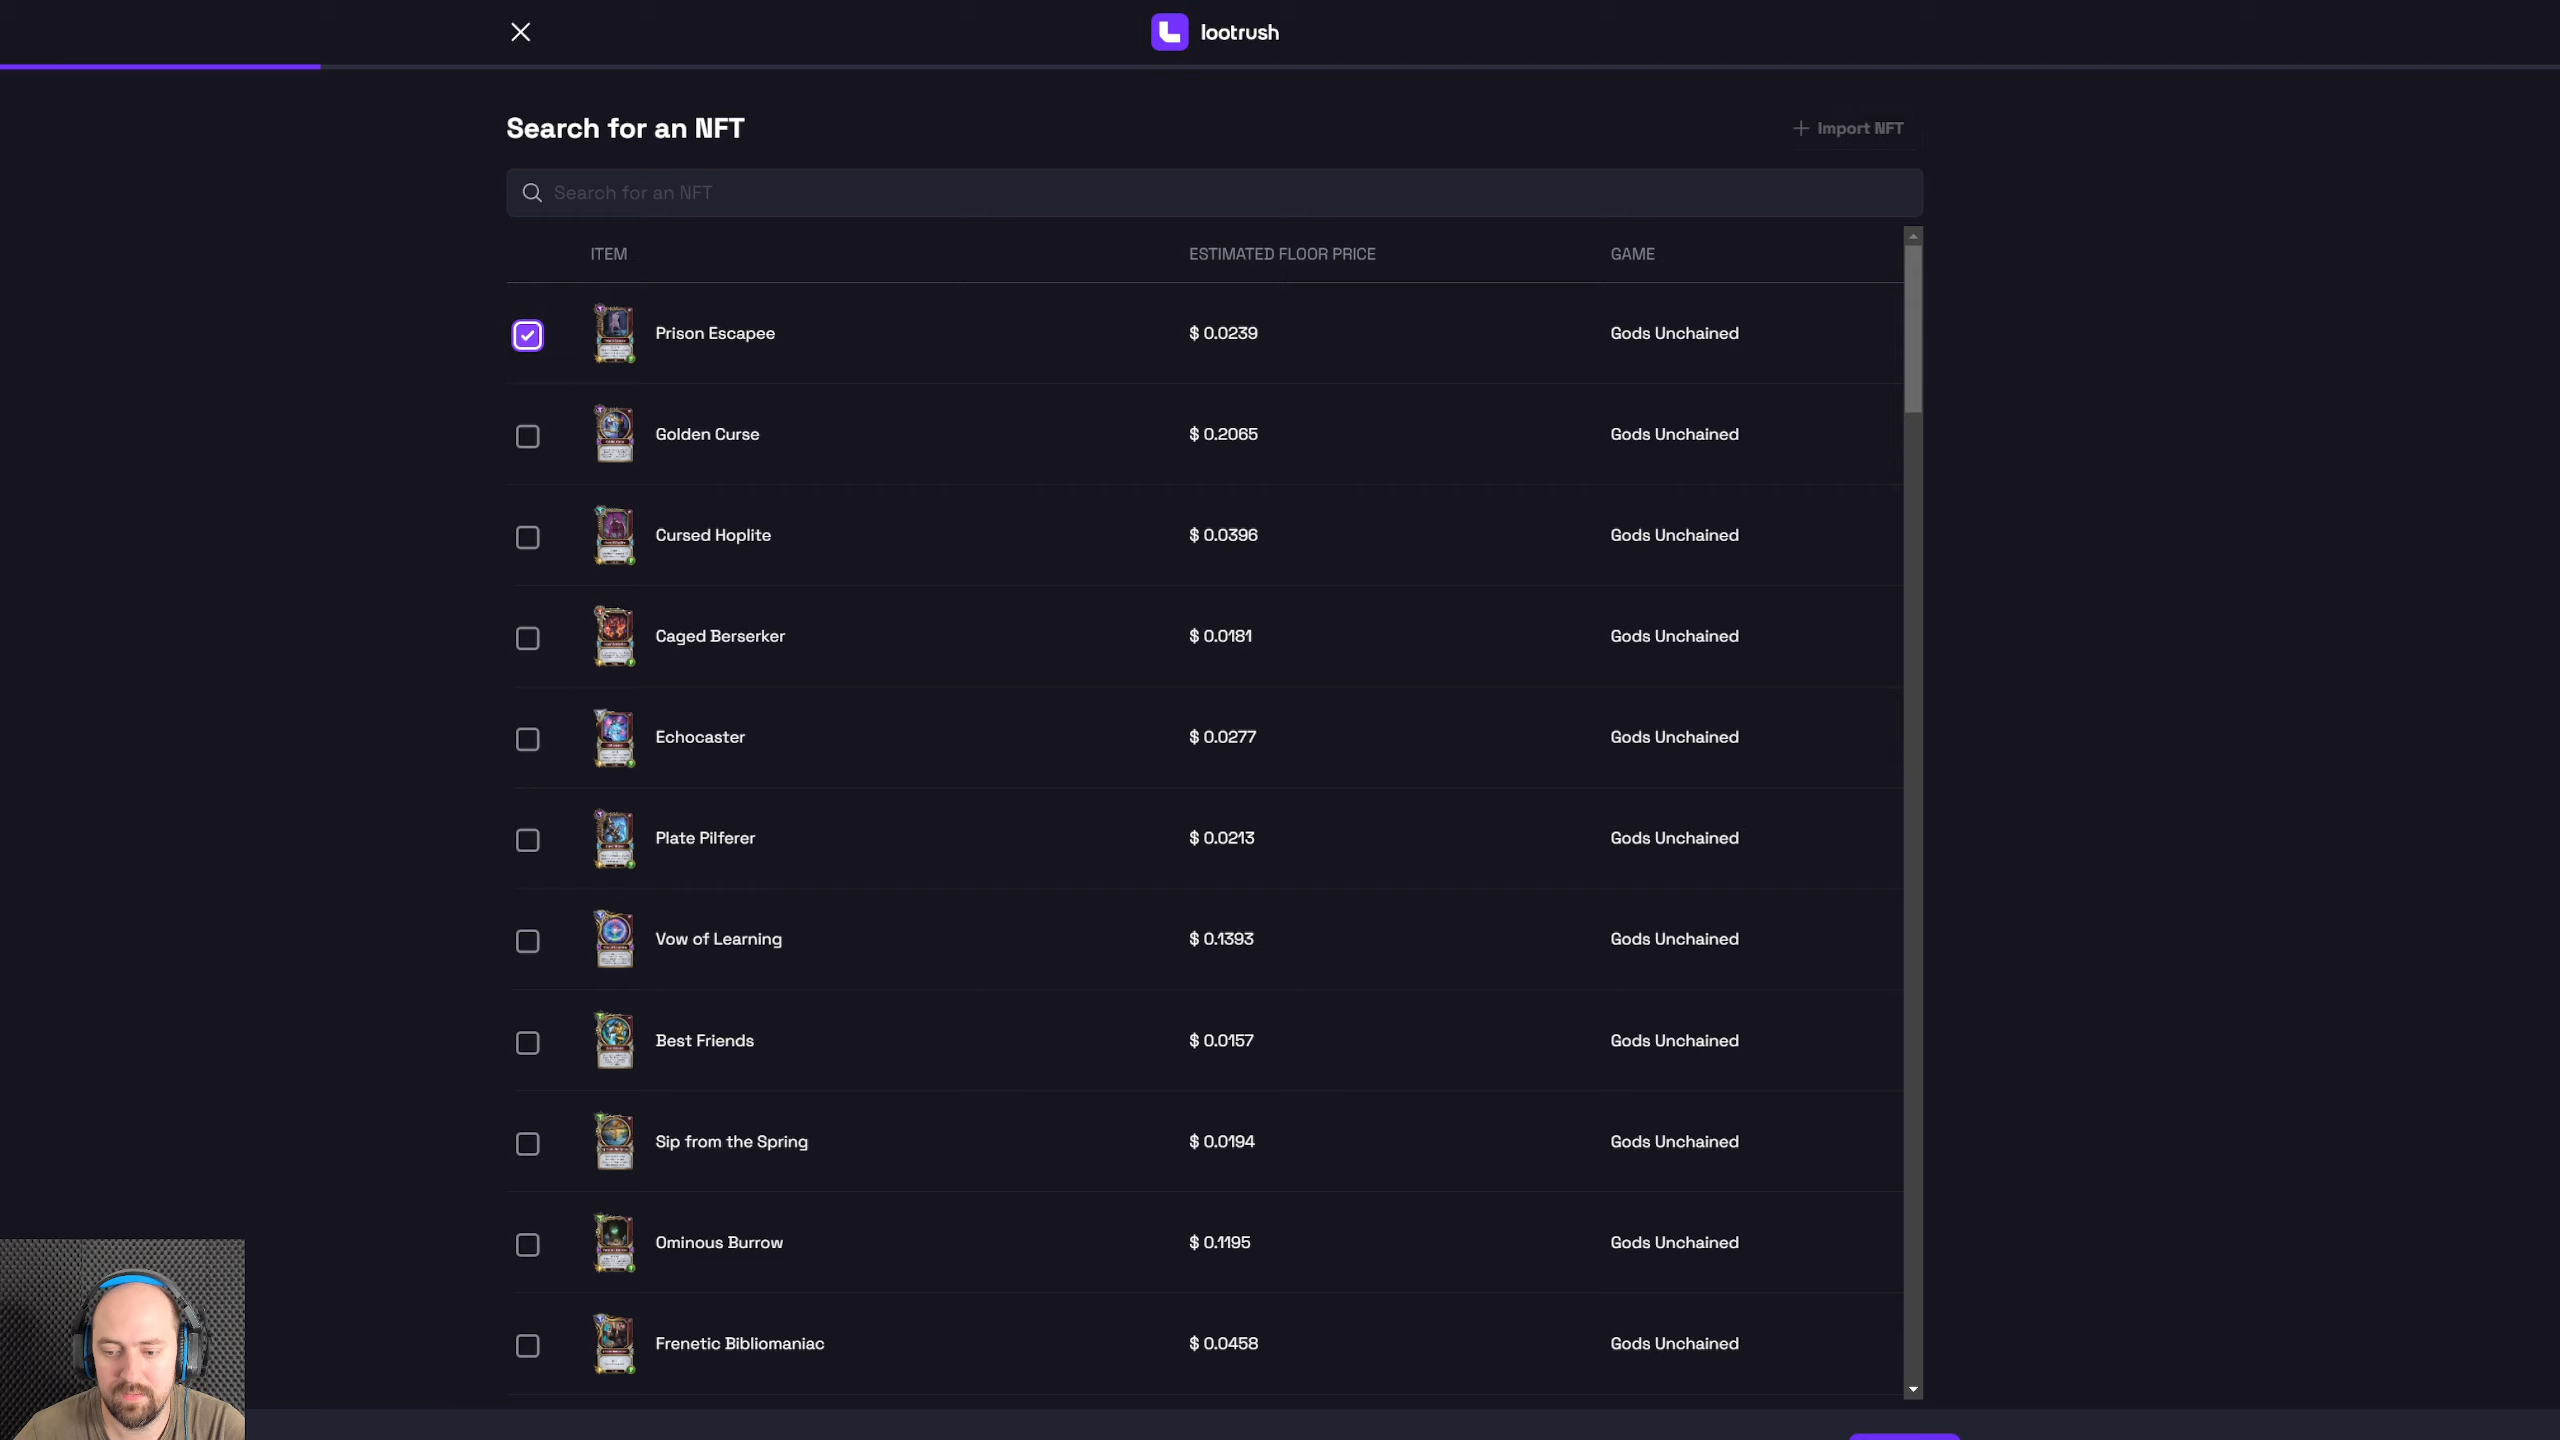 lootrush
Search for an NFT
Import NFT
Search for an NFT
ITEM ESTIMATED FLOOR PRICE GAME
Prison Escapee $ 0.0239 Gods Unchained
Golden Curse $ 0.2065 Gods Unchained
Cursed Hoplite $ 0.0396 Gods Unchained
Caged Berserker $ 0.0181 Gods Unchained
Echocaster $ 0.0277 Gods Unchained
Plate Pilferer $ 0.0213 Gods Unchained
Vow of Learning $ 0.1393 Gods Unchained
Best Friends $ 0.0157 Gods Unchained
Sip from the Spring $ 0.0194 Gods Unchained
Ominous Burrow $ 0.1195 Gods Unchained
Frenetic Bibliomaniac $ 0.0458 Gods Unchained